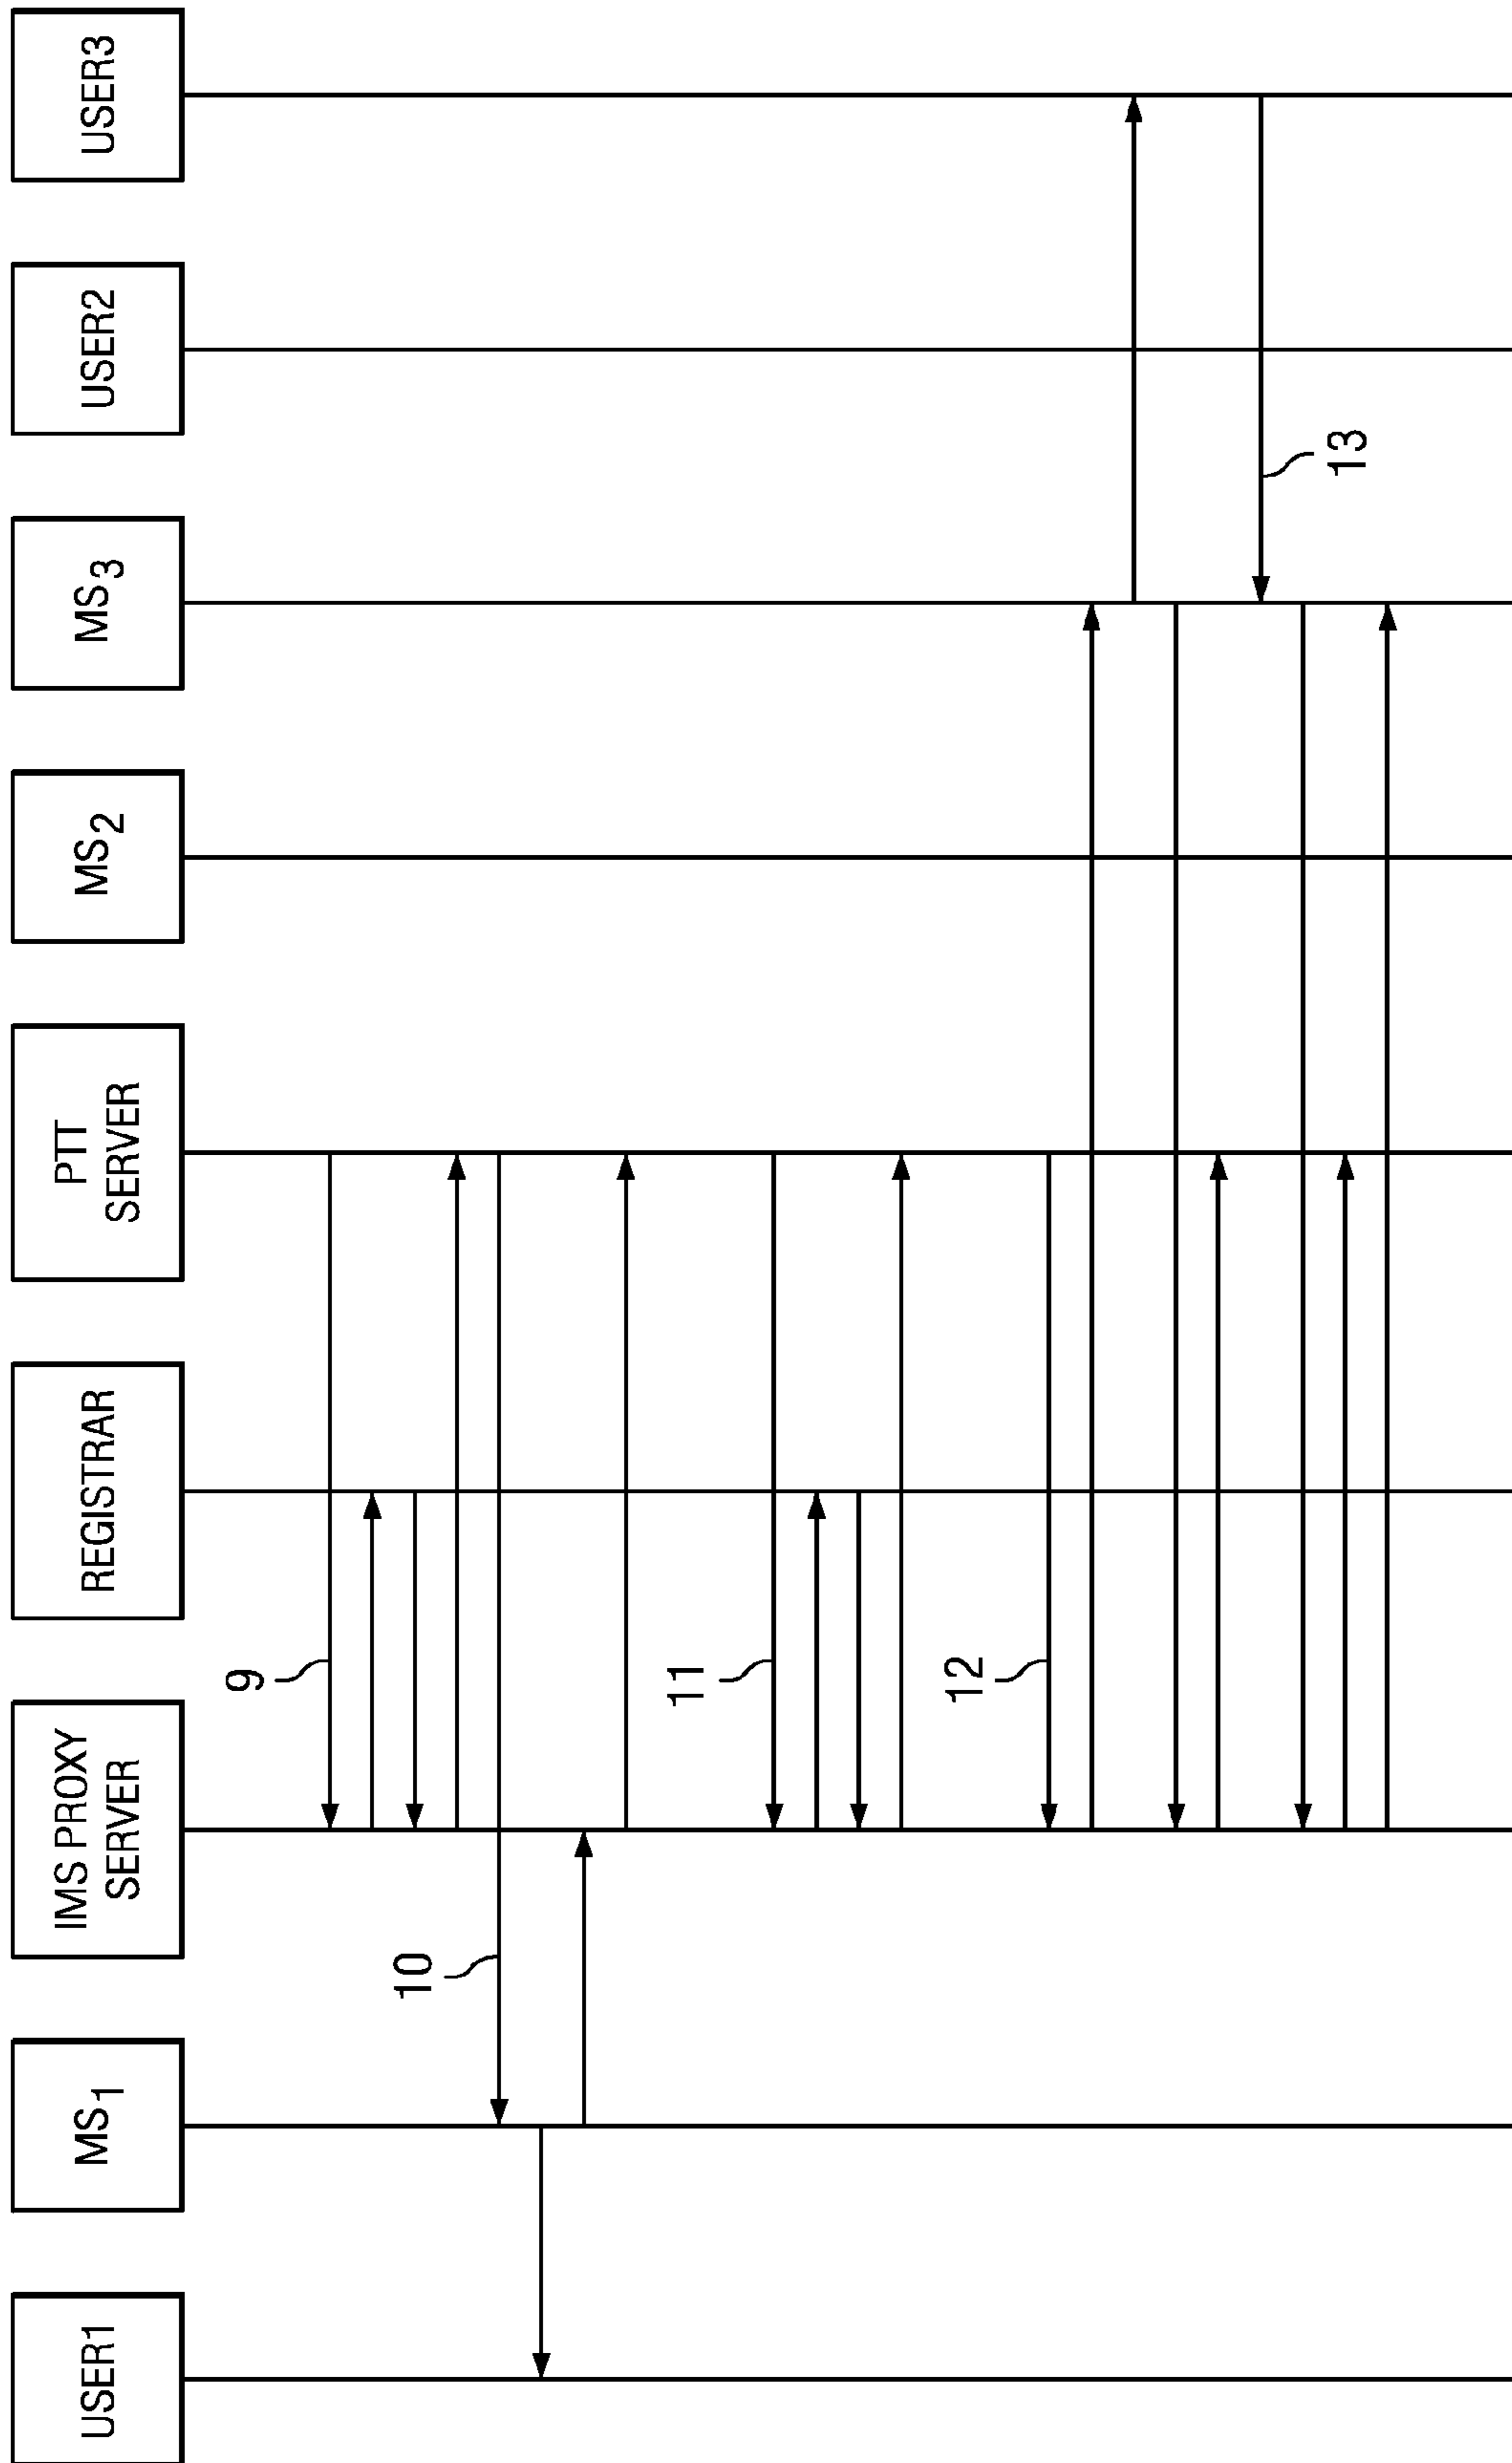 USER1
MS1
IMS PROXY
SERVER
REGISTRAR
PTT
SERVER
MS2
MS3
USER2
USER3
9
10
11
12
13